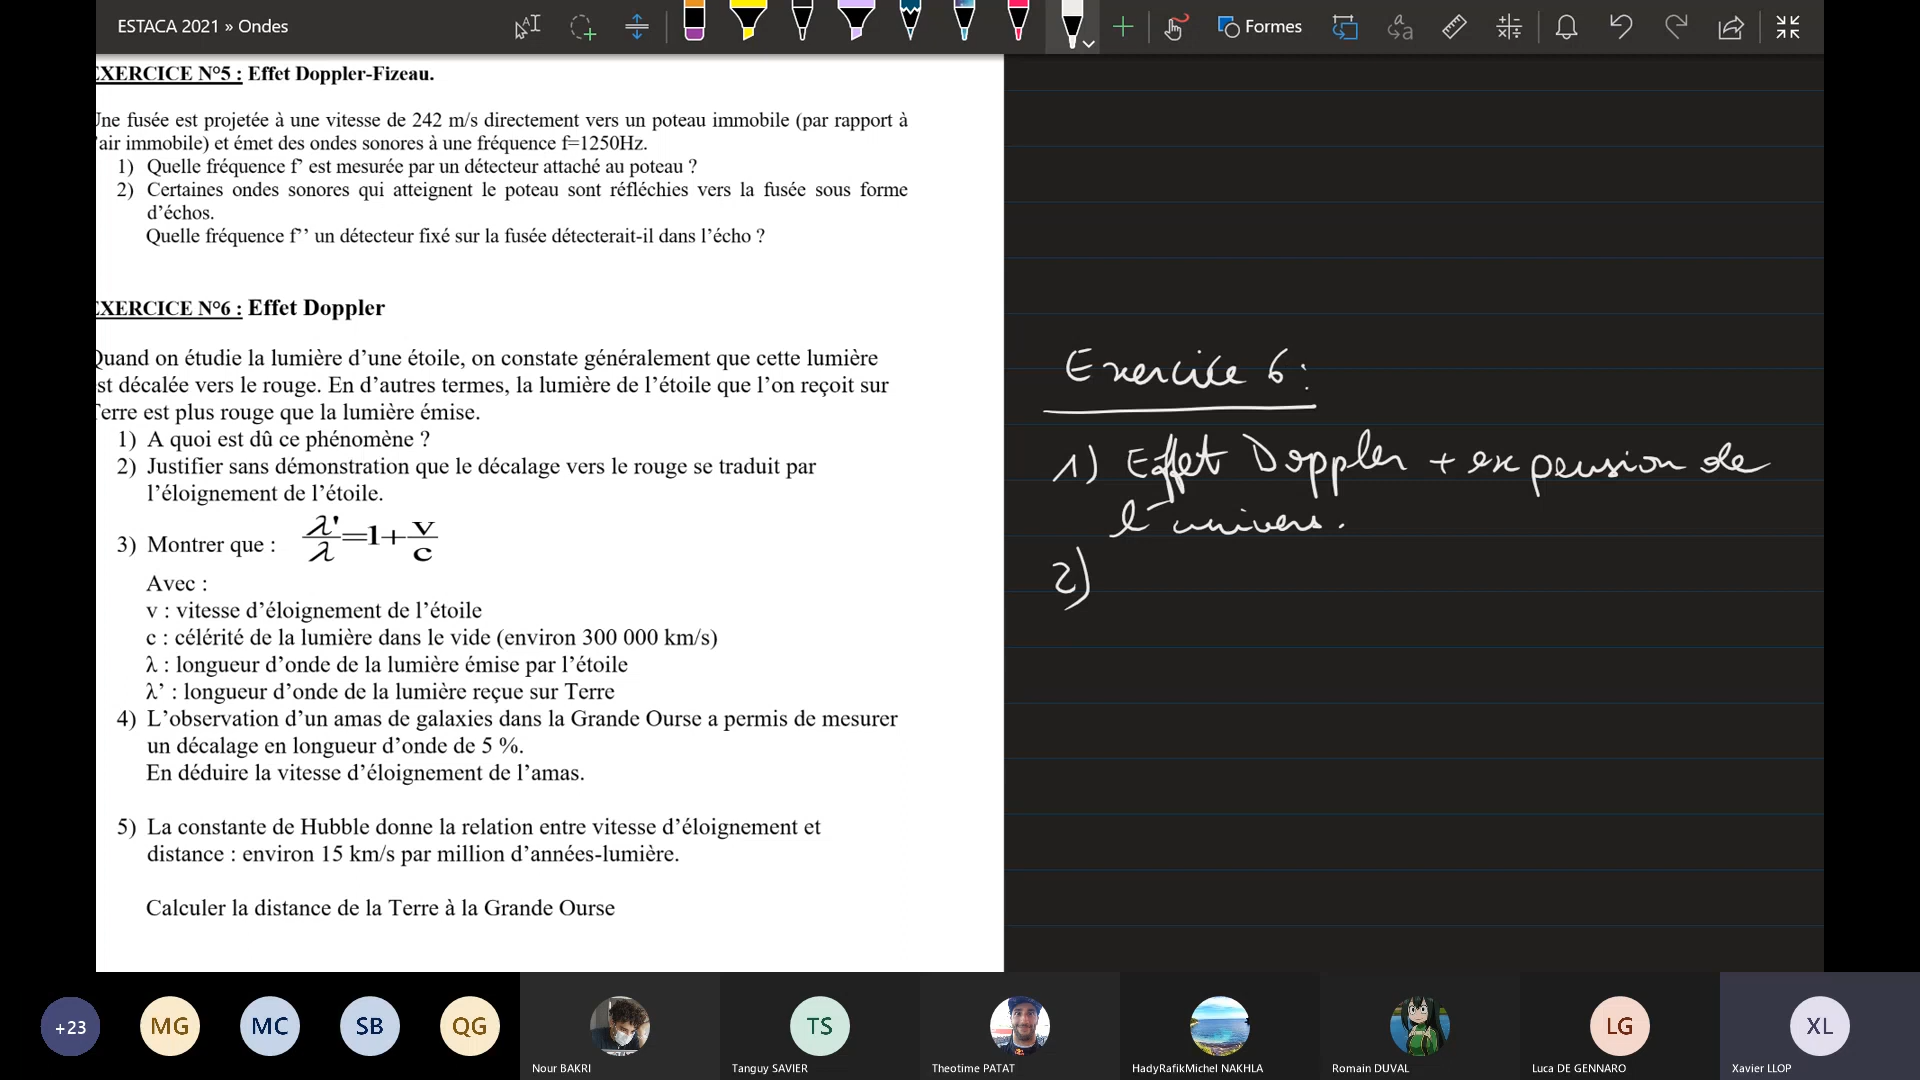 ESTACA 2021 » Ondes
Formes
EXERCICE N°5 : Effet Doppler-Fizeau.
Une fusée est projetée à une vitesse de 242 m/s directement vers un poteau immobile (par rapport à
l'air immobile) et émet des ondes sonores à une fréquence f=1250Hz.
1) Quelle fréquence f' est mesurée par un détecteur attaché au poteau ?
2) Certaines ondes sonores qui atteignent le poteau sont réfléchies vers la fusée sous forme
d'échos.
Quelle fréquence f'' un détecteur fixé sur la fusée détecterait-il dans l'écho ?
EXERCICE N°6 : Effet Doppler
Quand on étudie la lumière d'une étoile, on constate généralement que cette lumière
est décalée vers le rouge. En d'autres termes, la lumière de l'étoile que l'on reçoit sur
Terre est plus rouge que la lumière émise.
1) A quoi est dû ce phénomène ?
2) Justifier sans démonstration que le décalage vers le rouge se traduit par
l'éloignement de l'étoile.
3) Montrer que : λ'/λ=1+v/c
Avec :
v : vitesse d'éloignement de l'étoile
c : célérité de la lumière dans le vide (environ 300 000 km/s)
λ : longueur d'onde de la lumière émise par l'étoile
λ' : longueur d'onde de la lumière reçue sur Terre
4) L'observation d'un amas de galaxies dans la Grande Ourse a permis de mesurer
un décalage en longueur d'onde de 5 %.
En déduire la vitesse d'éloignement de l'amas.
5) La constante de Hubble donne la relation entre vitesse d'éloignement et
distance : environ 15 km/s par million d'années-lumière.
Calculer la distance de la Terre à la Grande Ourse
Exercice 6 :
1) Effet Doppler + expension de
l'univers.
2)
+23
MG
MC
SB
QG
Nour BAKRI
TS
Tanguy SAVIER
Theotime PATAT
HadyRafikMichel NAKHLA
Romain DUVAL
LG
Luca DE GENNARO
XL
Xavier LLOP